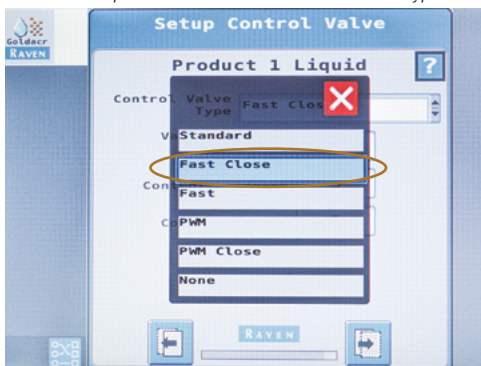 Setup Control Valve
Goldacr
RAVEN
Product 1 Liquid
?
Control Valve
Type
Fast Clos
V
Standard
Fast Close
Con
Fast
C
PWM
PWM Close
None
RAVEN